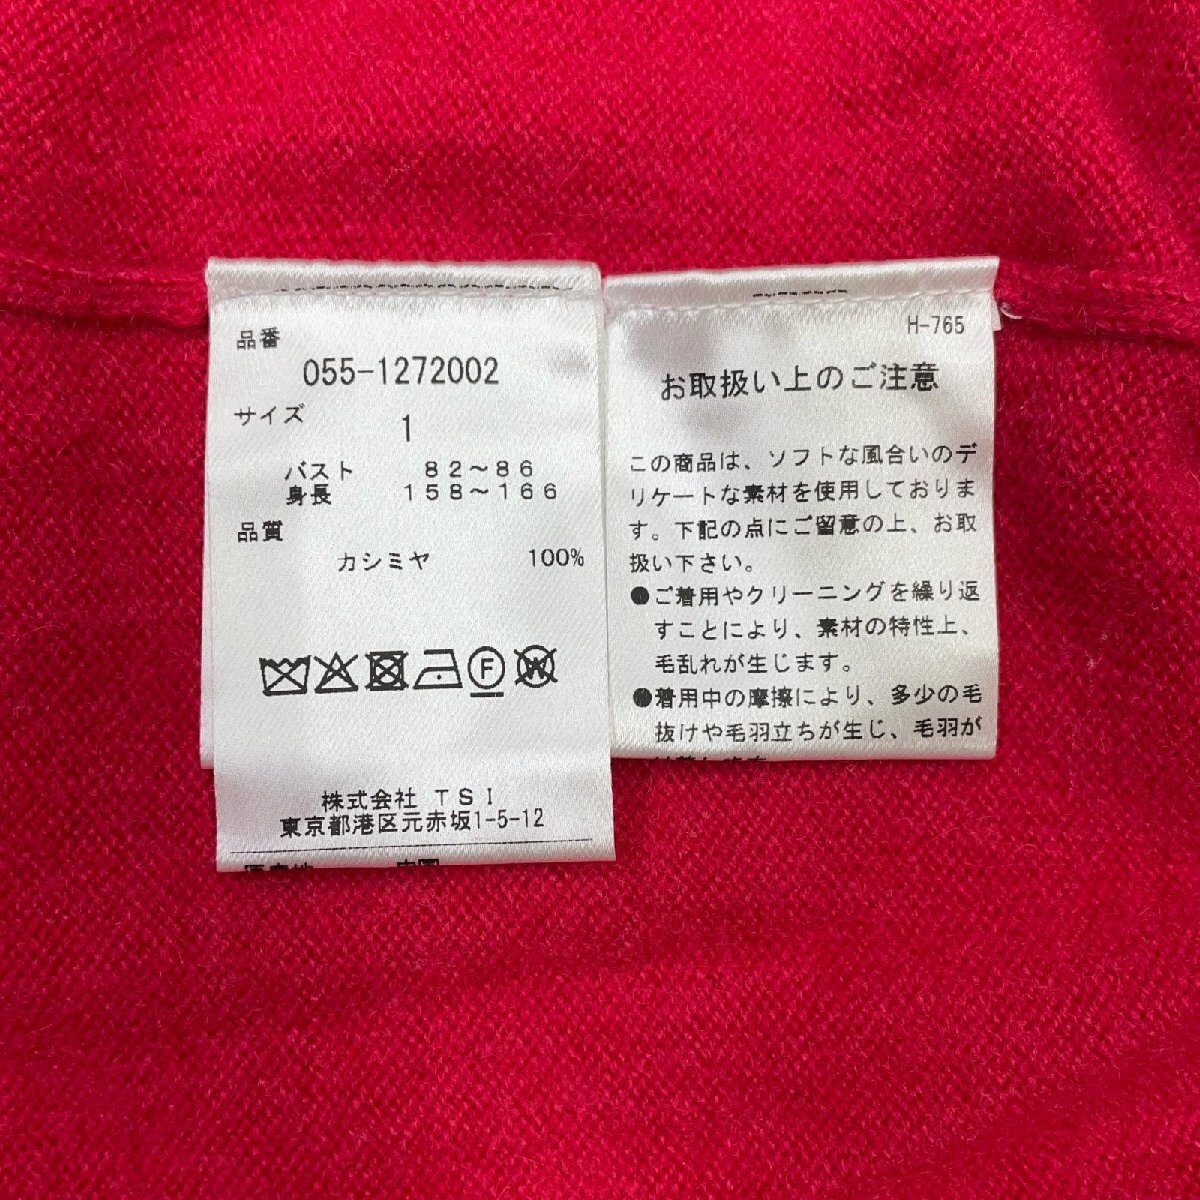 品番
055-1272002
サイズ
1
バスト 82～86
身長 158～166
品質
カシミヤ 100%
F
W
株式会社 TSI
東京都港区元赤坂1-5-12
H-765
お取扱い上のご注意
この商品は、ソフトな風合いのデ
リケートな素材を使用しておりま
す。下記の点にご留意の上、お取
扱い下さい。
●ご着用やクリーニングを繰り返
すことにより、素材の特性上、
毛乱れが生じます。
●着用中の摩擦により、多少の毛
抜けや毛羽立ちが生じ、毛羽が